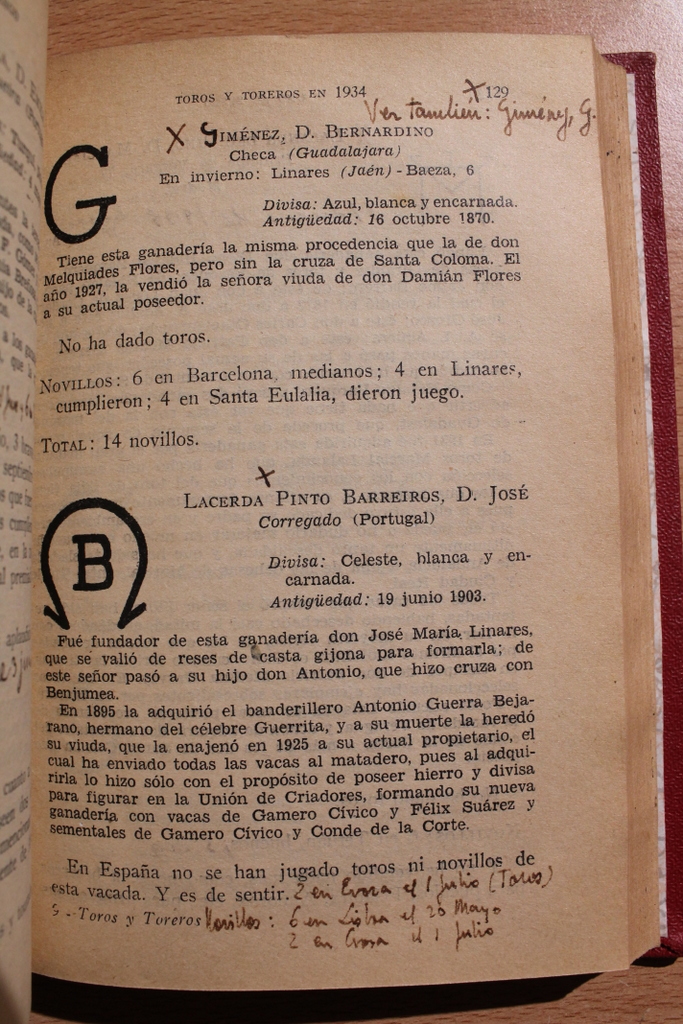 TOROS Y TOREROS EN 1934 X 129
Ver también: Giménez, G.
X GIMÉNEZ, D. BERNARDINO
Checa (Guadalajara)
En invierno: Linares (Jaén) - Baeza, 6
G
Divisa: Azul, blanca y encarnada.
Antigüedad: 16 octubre 1870.
Tiene esta ganadería la misma procedencia que la de don
Melquiades Flores, pero sin la cruza de Santa Coloma. El
año 1927, la vendió la señora viuda de don Damián Flores
a su actual poseedor.
No ha dado toros.
NOVILLOS: 6 en Barcelona, medianos; 4 en Linares,
cumplieron; 4 en Santa Eulalia, dieron juego.
TOTAL: 14 novillos.
X
LACERDA PINTO BARREIROS, D. JOSÉ
Corregado (Portugal)
B
Divisa: Celeste, blanca y en-
carnada.
Antigüedad: 19 junio 1903.
Fué fundador de esta ganadería don José María Linares,
que se valió de reses de casta gijona para formarla; de
este señor pasó a su hijo don Antonio, que hizo cruza con
Benjumea.
En 1895 la adquirió el banderillero Antonio Guerra Beja-
rano, hermano del célebre Guerrita, y a su muerte la heredó
su viuda, que la enajenó en 1925 a su actual propietario, el
cual ha enviado todas las vacas al matadero, pues al adqui-
rirla lo hizo sólo con el propósito de poseer hierro y divisa
para figurar en la Unión de Criadores, formando su nueva
ganadería con vacas de Gamero Cívico y Félix Suárez y
sementales de Gamero Cívico y Conde de la Corte.
En España no se han jugado toros ni novillos de
esta vacada. Y es de sentir. 2 en Evora el 1 julio (Toros)
9 - Toros y Toreros Novillos: 6 en Lisboa el 20 Mayo
2 en Evora el 1 julio